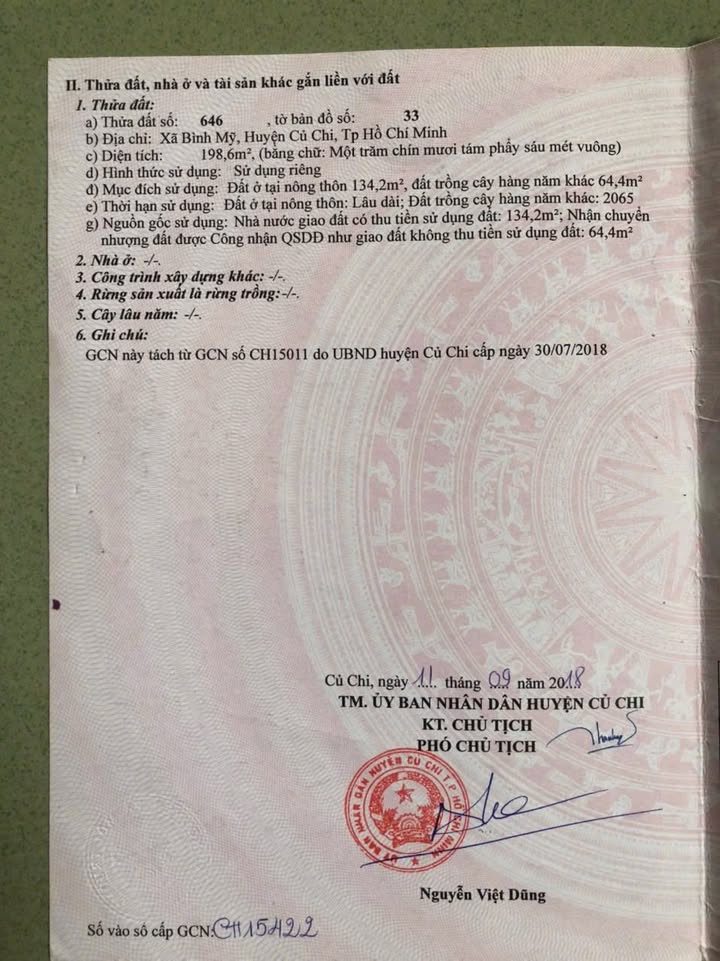 II. Thửa đất, nhà ở và tài sản khác gắn liền với đất
1. Thửa đất:
a) Thửa đất số: 646 , tờ bản đồ số: 33
b) Địa chỉ: Xã Bình Mỹ, Huyện Củ Chi, Tp Hồ Chí Minh
c) Diện tích: 198,6m², (bằng chữ: Một trăm chín mươi tám phẩy sáu mét vuông)
d) Hình thức sử dụng: Sử dụng riêng
đ) Mục đích sử dụng: Đất ở tại nông thôn 134,2m², đất trồng cây hàng năm khác 64,4m²
e) Thời hạn sử dụng: Đất ở tại nông thôn: Lâu dài; Đất trồng cây hàng năm khác: 2065
g) Nguồn gốc sử dụng: Nhà nước giao đất có thu tiền sử dụng đất: 134,2m²; Nhận chuyển
nhượng đất được Công nhận QSDĐ như giao đất không thu tiền sử dụng đất: 64,4m²
2. Nhà ở: -/-.
3. Công trình xây dựng khác: -/-.
4. Rừng sản xuất là rừng trồng:-/-.
5. Cây lâu năm: -/-.
6. Ghi chú:
GCN này tách từ GCN số CH15011 do UBND huyện Củ Chi cấp ngày 30/07/2018
Củ Chi, ngày 11 tháng 09 năm 2018
TM. ỦY BAN NHÂN DÂN HUYỆN CỦ CHI
KT. CHỦ TỊCH
PHÓ CHỦ TỊCH
ỦY BAN NHÂN DÂN HUYỆN CỦ CHI T.P HỒ CHÍ MINH
Nguyễn Việt Dũng
Số vào sổ cấp GCN:CH15422